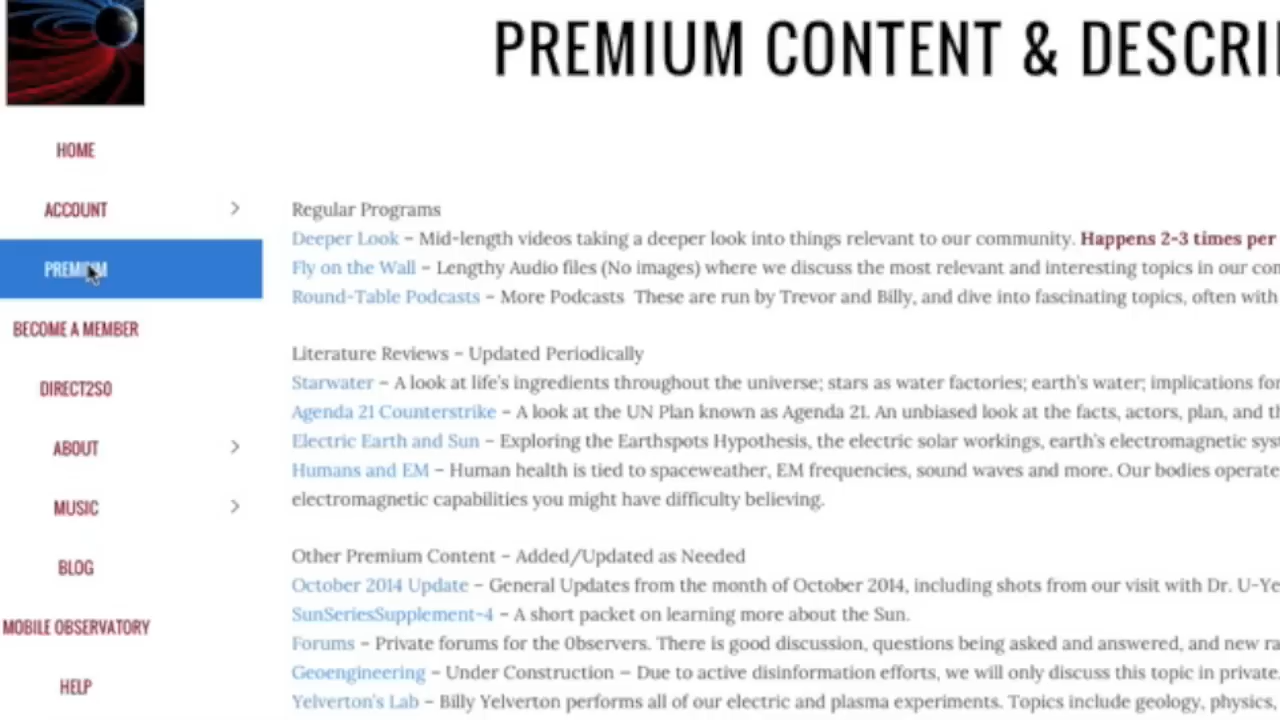 PREMIUM CONTENT & DESCRI
HOME
ACCOUNT
PREMIUM
BECOME A MEMBER
DIRECT2SO
ABOUT
MUSIC
BLOG
MOBILE OBSERVATORY
HELP
Regular Programs
Deeper Look – Mid-length videos taking a deeper look into things relevant to our community. Happens 2-3 times per
Fly on the Wall – Lengthy Audio files (No images) where we discuss the most relevant and interesting topics in our con
Round-Table Podcasts – More Podcasts These are run by Trevor and Billy, and dive into fascinating topics, often with
Literature Reviews – Updated Periodically
Starwater – A look at life's ingredients throughout the universe; stars as water factories; earth's water; implications for
Agenda 21 Counterstrike – A look at the UN Plan known as Agenda 21. An unbiased look at the facts, actors, plan, and th
Electric Earth and Sun – Exploring the Earthspots Hypothesis, the electric solar workings, earth's electromagnetic syst
Humans and EM – Human health is tied to spaceweather, EM frequencies, sound waves and more. Our bodies operate
electromagnetic capabilities you might have difficulty believing.
Other Premium Content – Added/Updated as Needed
October 2014 Update – General Updates from the month of October 2014, including shots from our visit with Dr. U-Ye
SunSeriesSupplement-4 – A short packet on learning more about the Sun.
Forums – Private forums for the 0bservers. There is good discussion, questions being asked and answered, and new ra
Geoengineering – Under Construction – Due to active disinformation efforts, we will only discuss this topic in private.
Yelverton's Lab – Billy Yelverton performs all of our electric and plasma experiments. Topics include geology, physics,